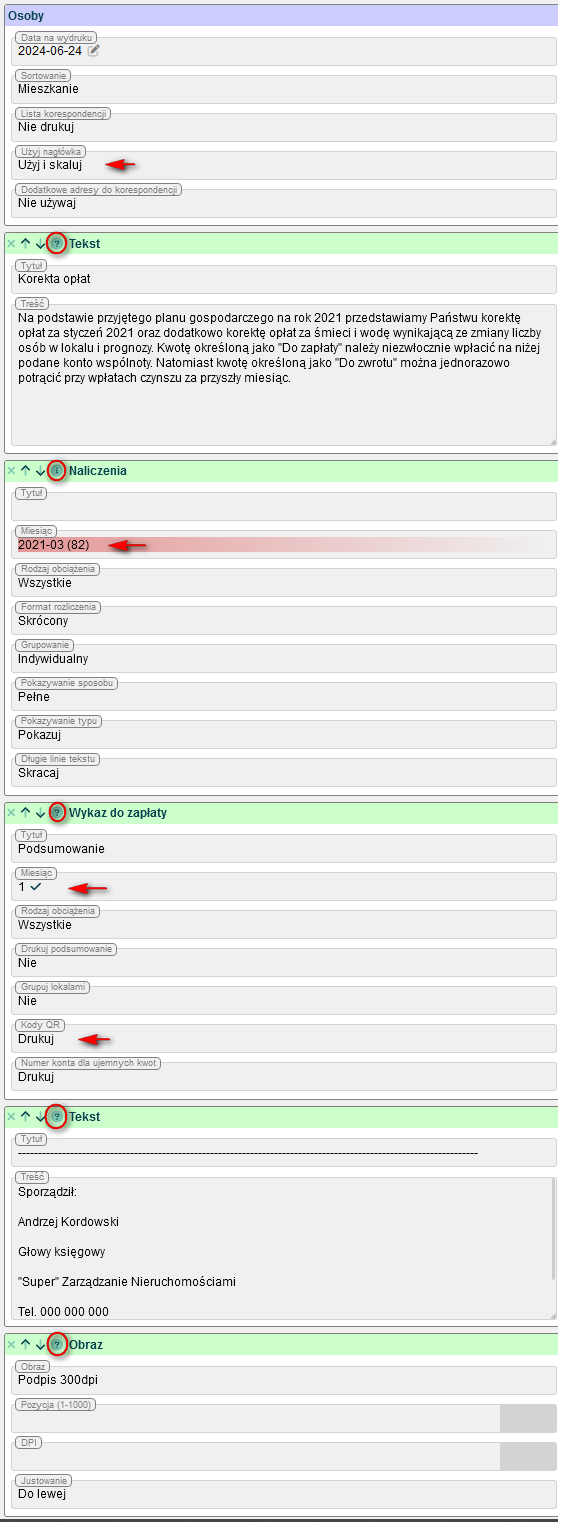 Osoby
Data na wydruku
2024-06-24
Sortowanie
Mieszkanie
Lista korespondencji
Nie drukuj
Użyj nagłówka
Użyj i skaluj
Dodatkowe adresy do korespondencji
Nie używaj
? Tekst
Tytuł
Korekta opłat
Treść
Na podstawie przyjętego planu gospodarczego na rok 2021 przedstawiamy Państwu korektę
opłat za styczeń 2021 oraz dodatkowo korektę opłat za śmieci i wodę wynikającą ze zmiany liczby
osób w lokalu i prognozy. Kwotę określoną jako "Do zapłaty" należy niezwłocznie wpłacić na niżej
podane konto wspólnoty. Natomiast kwotę określoną jako "Do zwrotu" można jednorazowo
potrącić przy wpłatach czynszu za przyszły miesiąc.
Naliczenia
Tytuł
Miesiąc
2021-03 (82)
Rodzaj obciążenia
Wszystkie
Format rozliczenia
Skrócony
Grupowanie
Indywidualny
Pokazywanie sposobu
Pełne
Pokazywanie typu
Pokazuj
Długie linie tekstu
Skracaj
? Wykaz do zapłaty
Tytuł
Podsumowanie
Miesiąc
1
Rodzaj obciążenia
Wszystkie
Drukuj podsumowanie
Nie
Grupuj lokalami
Nie
Kody QR
Drukuj
Numer konta dla ujemnych kwot
Drukuj
? Tekst
Tytuł
--------------------------------------------------------------------------------------------------------------------
Treść
Sporządził:
Andrzej Kordowski
Głowy księgowy
"Super" Zarządzanie Nieruchomościami
Tel. 000 000 000
? Obraz
Obraz
Podpis 300dpi
Pozycja (1-1000)
DPI
Justowanie
Do lewej